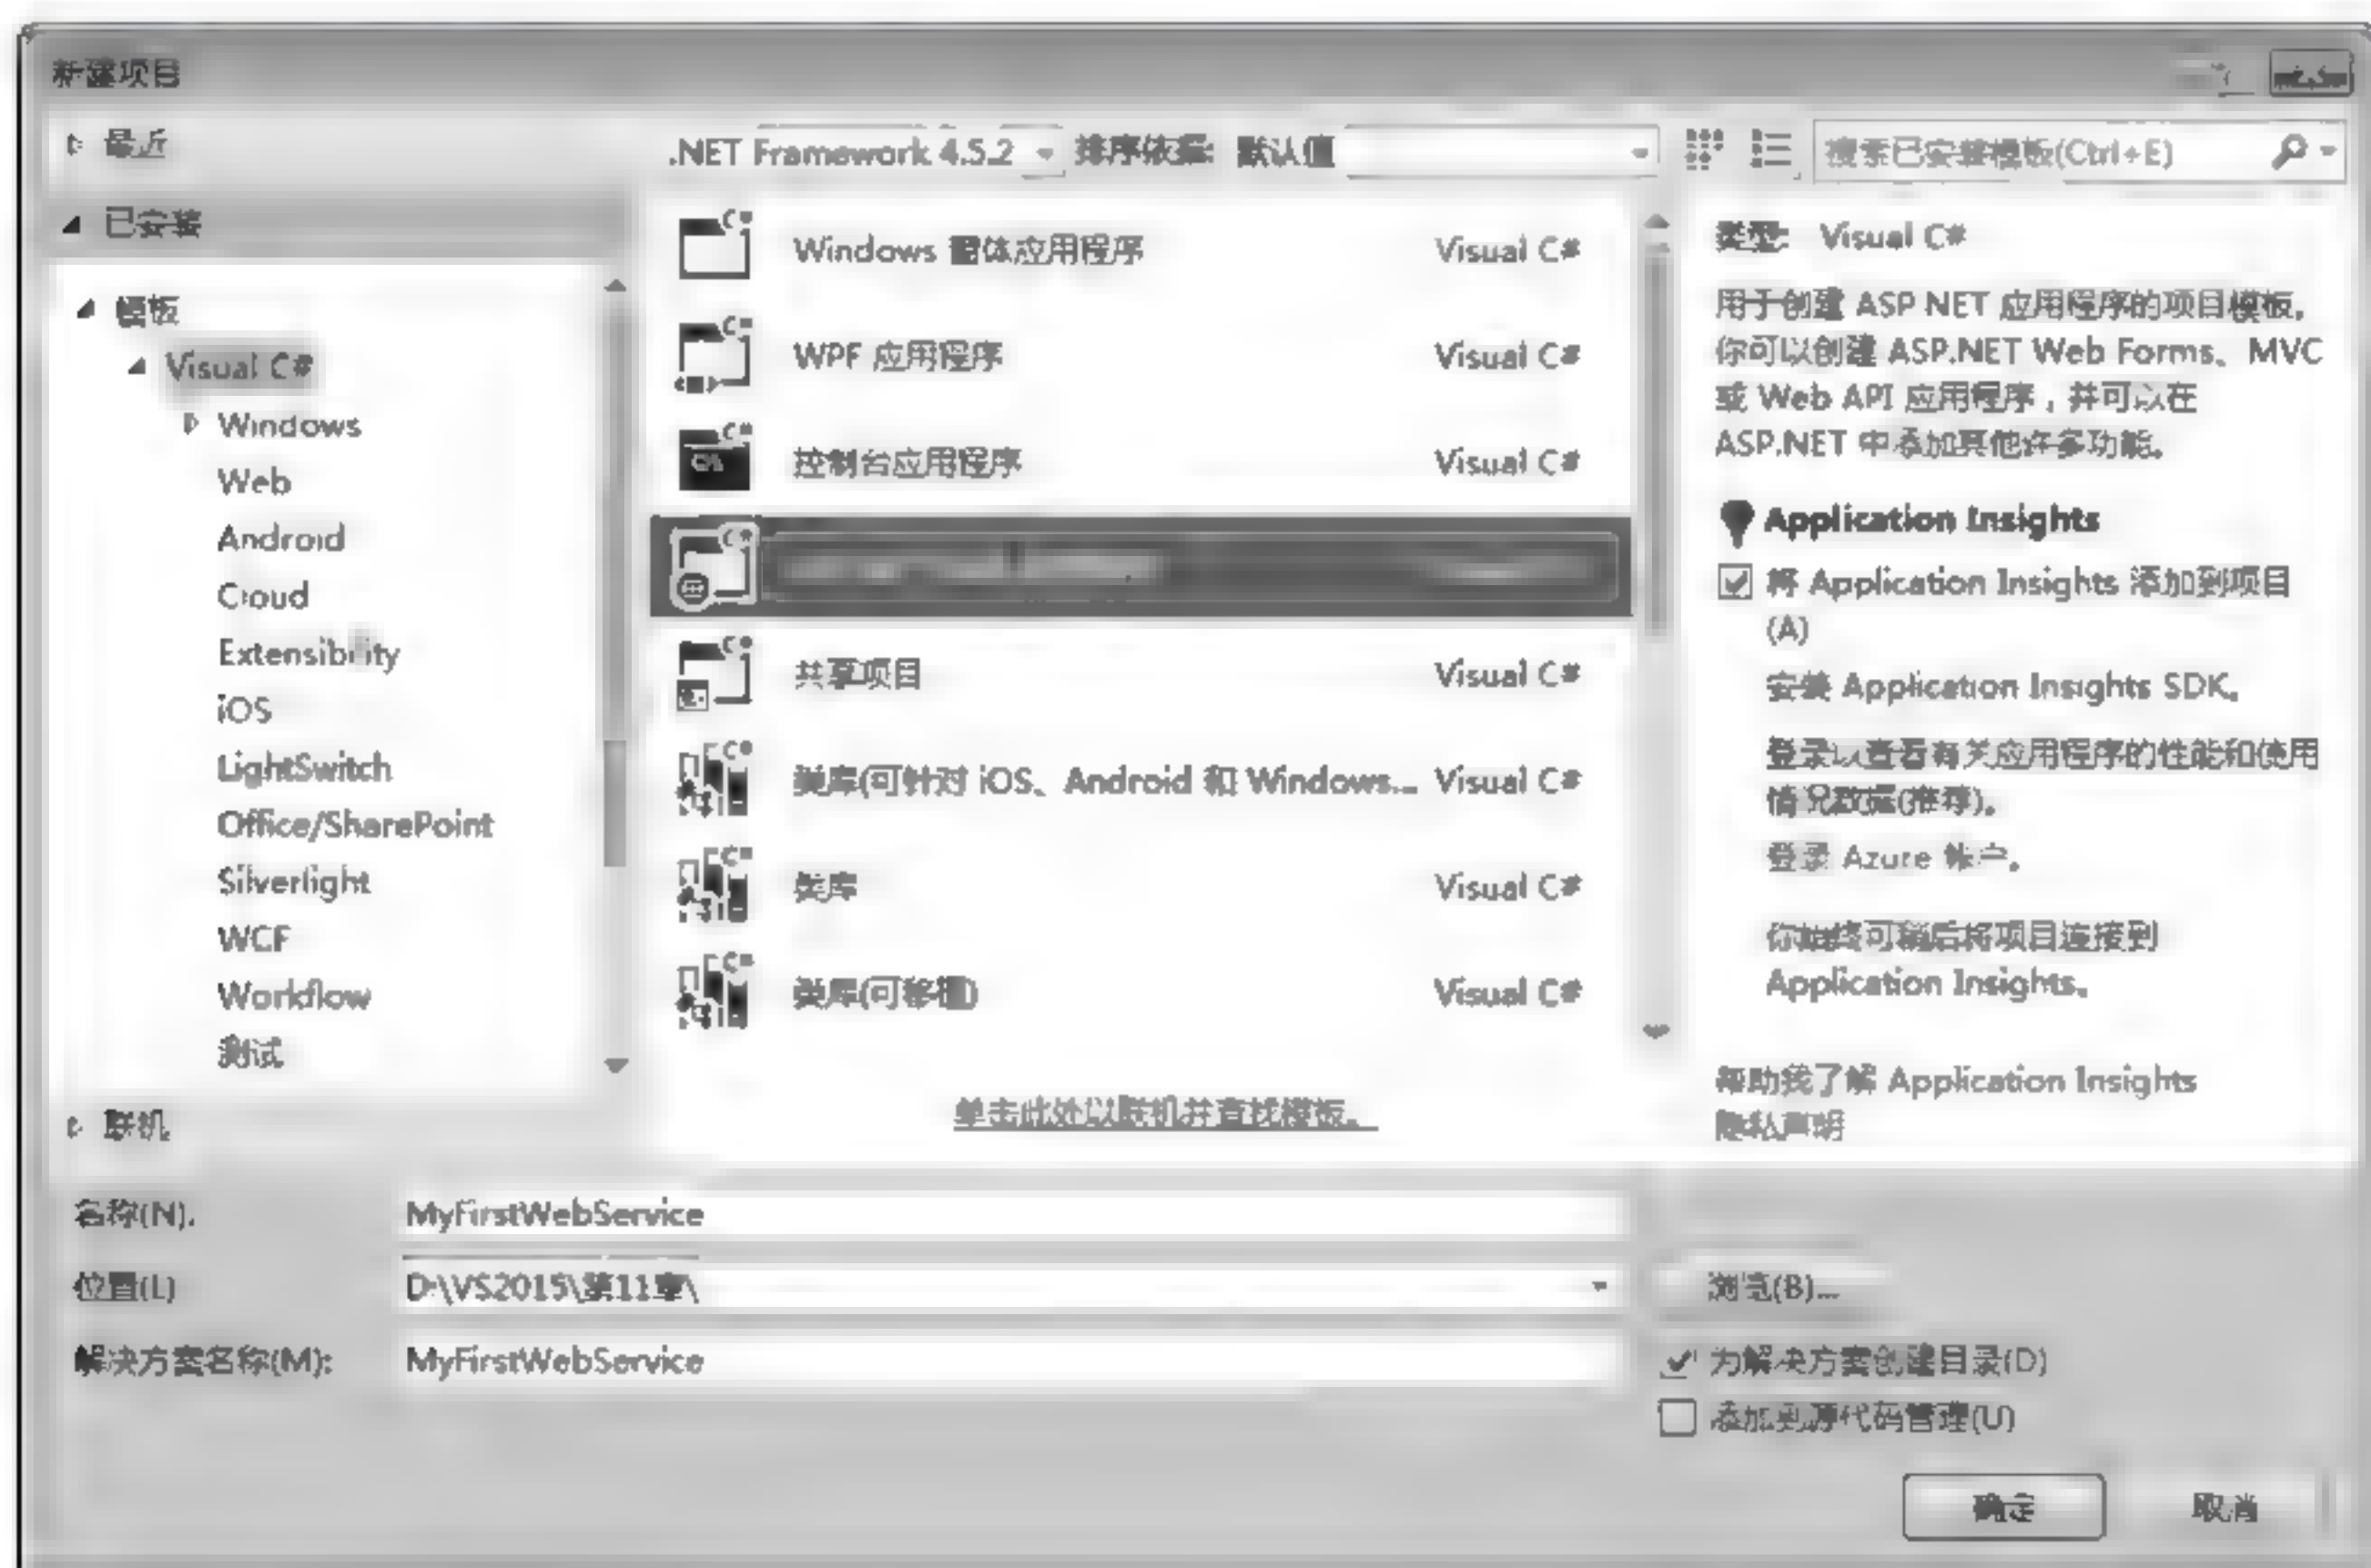 新建项目
最近
.NET Framework 4.5.2 排序依据: 默认值
搜索已安装模板(Ctrl+E)
已安装
模板
Visual C#
Windows
Web
Android
Cloud
Extensibility
iOS
LightSwitch
Office/SharePoint
Silverlight
WCF
Workflow
测试
联机
Windows 窗体应用程序 Visual C#
WPF 应用程序 Visual C#
控制台应用程序 Visual C#
共享项目 Visual C#
类库(可针对 iOS、Android 和 Windows... Visual C#
类库 Visual C#
类库(可移植) Visual C#
单击此处以联机并查找模板。
类型: Visual C#
用于创建 ASP.NET 应用程序的项目模板。
你可以创建 ASP.NET Web Forms、MVC
或 Web API 应用程序，并可以在
ASP.NET 中添加其他许多功能。
Application Insights
将 Application Insights 添加到项目
(A)
安装 Application Insights SDK。
登录以查看有关应用程序的性能和使用
情况数据(推荐)。
登录 Azure 帐户。
你始终可稍后将项目连接到
Application Insights。
帮助我了解 Application Insights
隐私声明
名称(N):
MyFirstWebService
位置(L)
D:\VS2015\第11章\
浏览(B)...
解决方案名称(M):
MyFirstWebService
为解决方案创建目录(D)
添加到源代码管理(U)
确定 取消